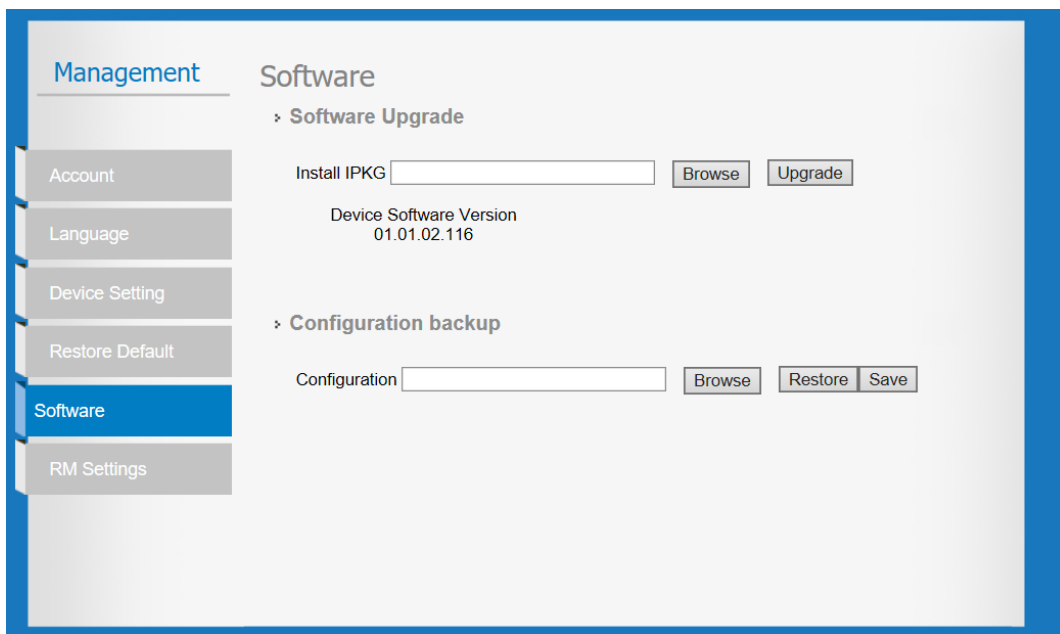 Management
Account
Language
Device Setting
Restore Default
Software
RM Settings
Software
Software Upgrade
Install IPKG Browse Upgrade
Device Software Version
01.01.02.116
Configuration backup
Configuration Browse Restore Save